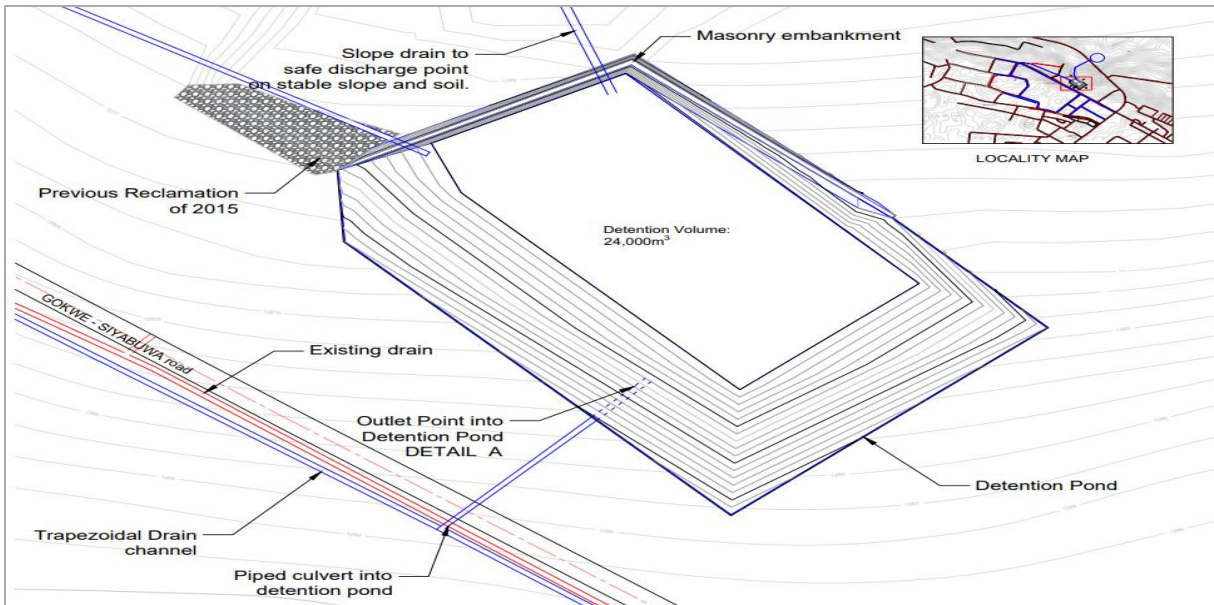 Slope drain to
safe discharge point
on stable slope and soil.
Masonry embankment
LOCALITY MAP
Previous Reclamation
of 2015
Detention Volume:
24,000m³
GOKWE - SIYABUWA road
Existing drain
Outlet Point into
Detention Pond
DETAIL A
Detention Pond
Trapezoidal Drain
channel
Piped culvert into
detention pond